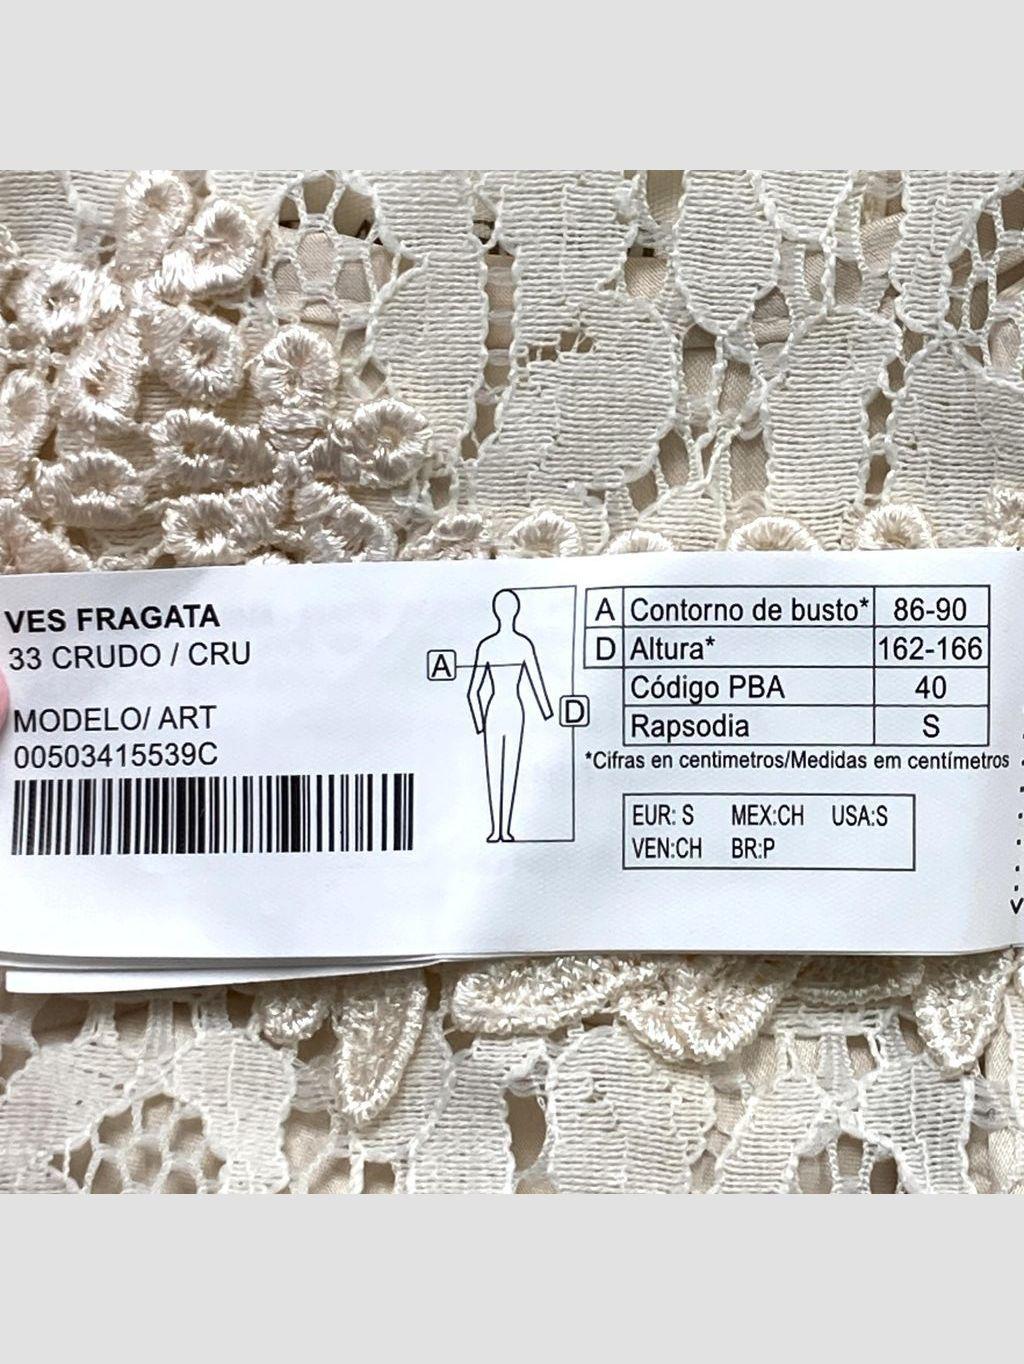 VES FRAGATA
33 CRUDO / CRU
MODELO/ ART
00503415539C
A
D
A Contorno de busto* 86-90
D Altura* 162-166
Código PBA 40
Rapsodia S
*Cifras en centimetros/Medidas em centímetros
EUR: S MEX:CH USA:S
VEN:CH BR:P